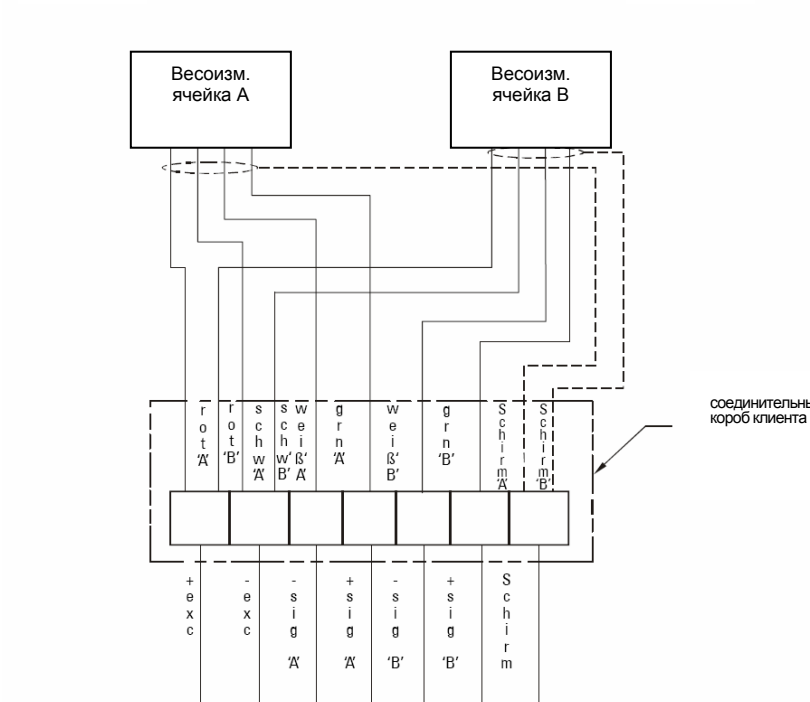 Весоизм.
ячейка А
Весоизм.
ячейка В
соединительн
короб клиента
rot 'A'
rot 'B'
schw 'A'
schw 'B'
weiß 'A'
grn 'A'
weiß 'B'
grn 'B'
Schirm 'A'
Schirm 'B'
+exc
-exc
-sig 'A'
+sig 'A'
-sig 'B'
+sig 'B'
Schirm